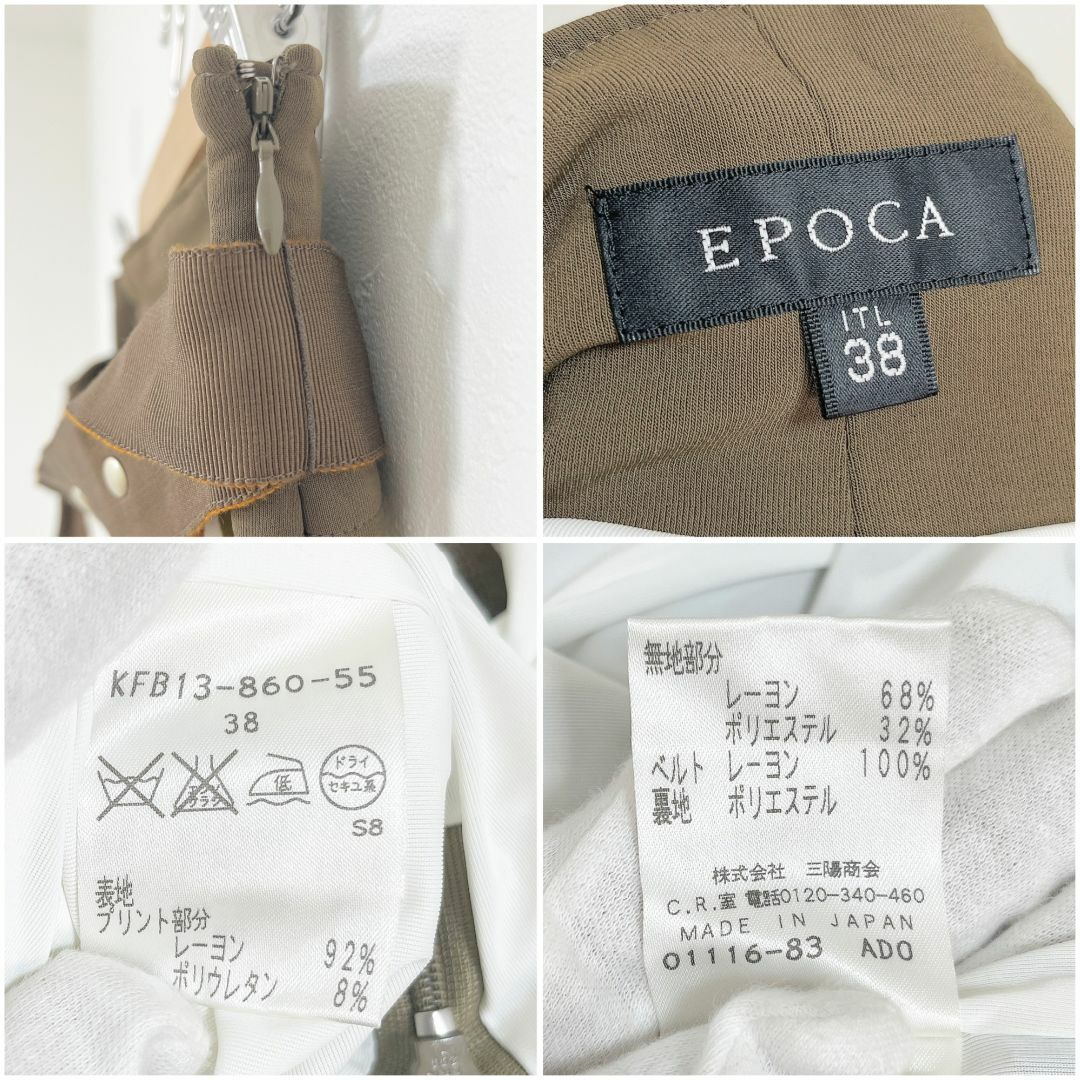 EPOCA
ITL
38
KFB13-860-55
38
低
ドライ
セキユ系
S8
表地
プリント部分
レーヨン 92%
ポリウレタン 8%
無地部分
レーヨン 68%
ポリエステル 32%
ベルト レーヨン 100%
裏地 ポリエステル
株式会社 三陽商会
C.R.室 電話0120-340-460
MADE IN JAPAN
01116-83 ADO